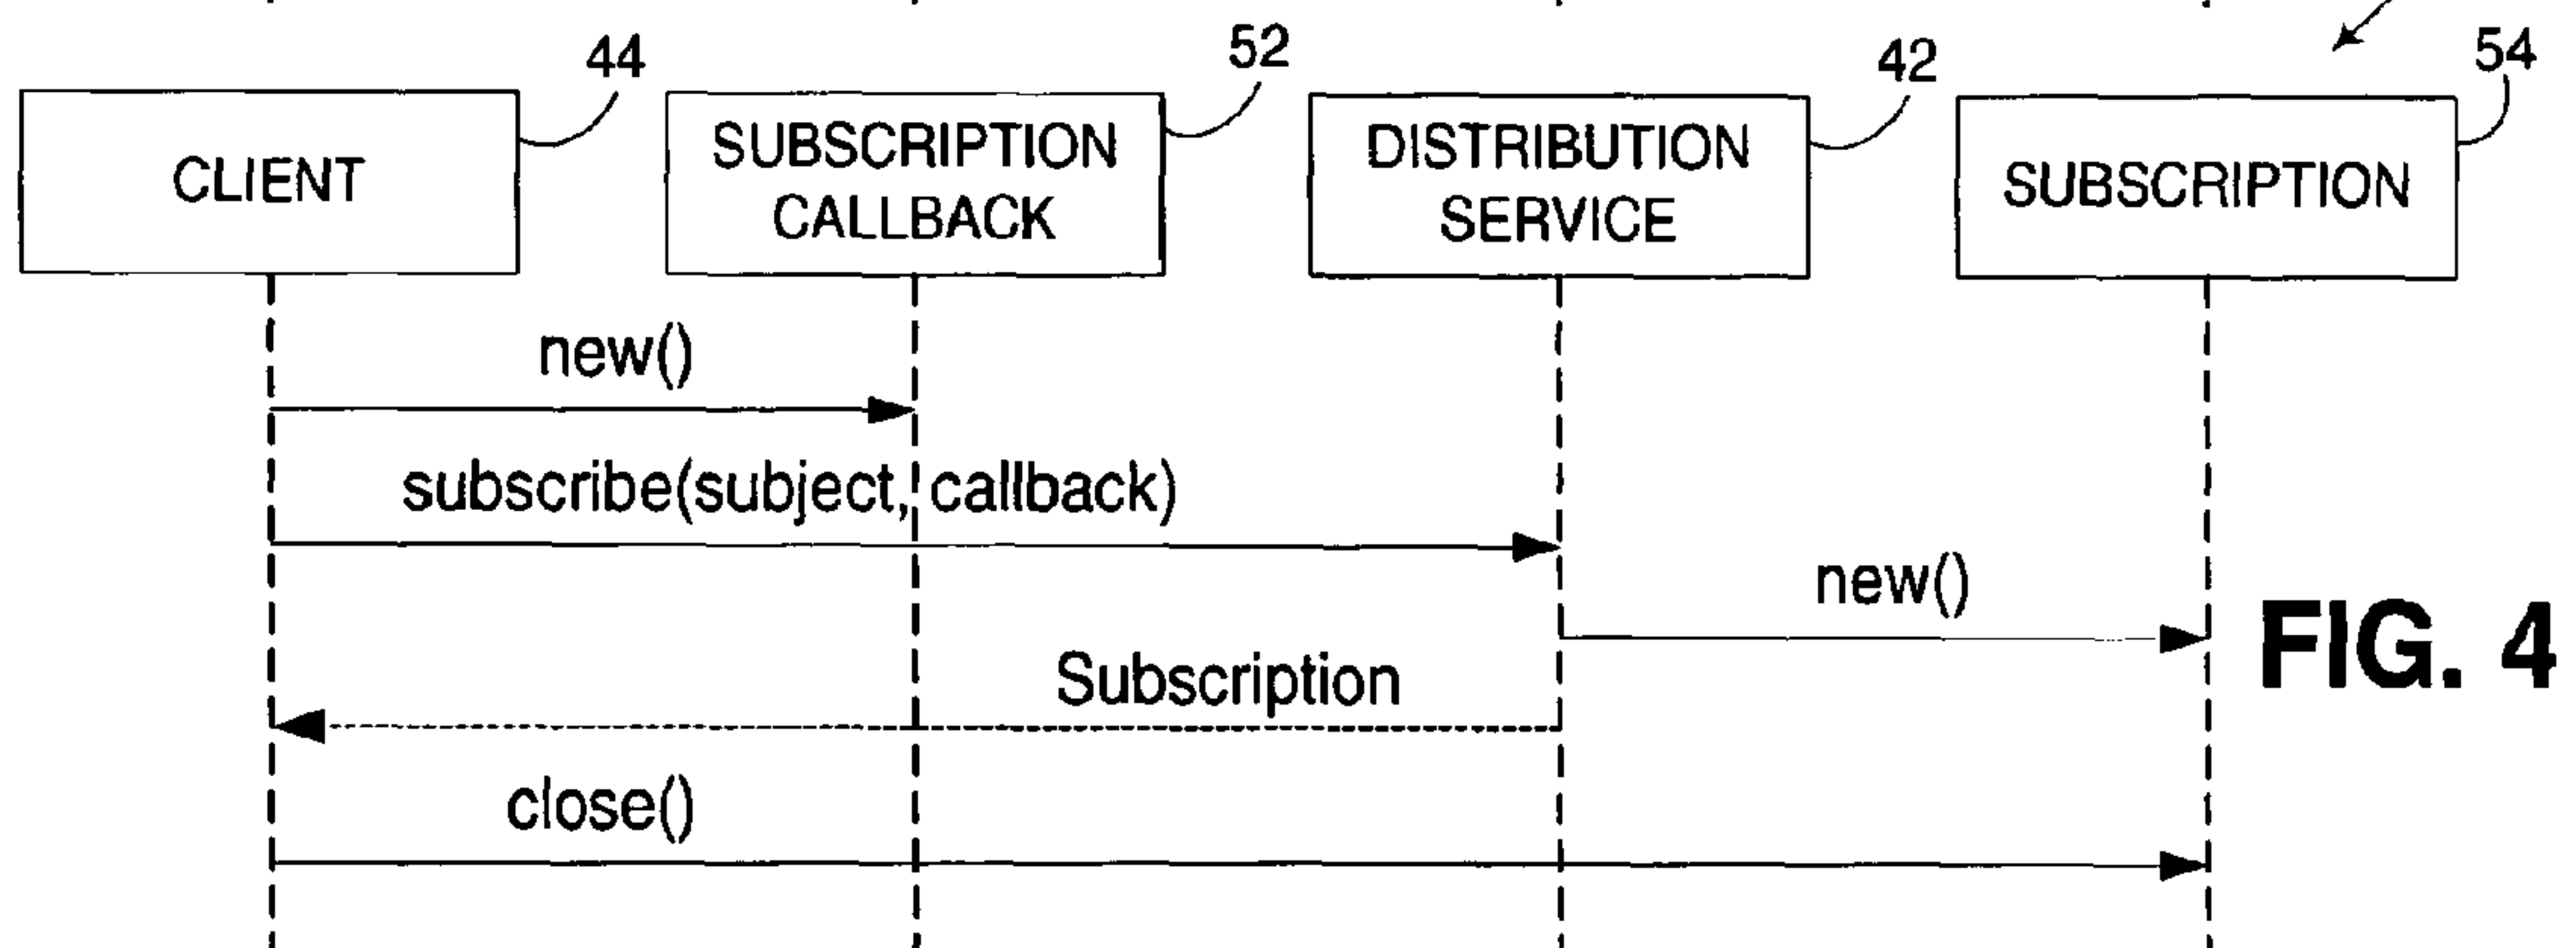 44
52
42
54
CLIENT
SUBSCRIPTION
CALLBACK
DISTRIBUTION
SERVICE
SUBSCRIPTION
new()
subscribe(subject, callback)
new()
Subscription
close()
FIG. 4